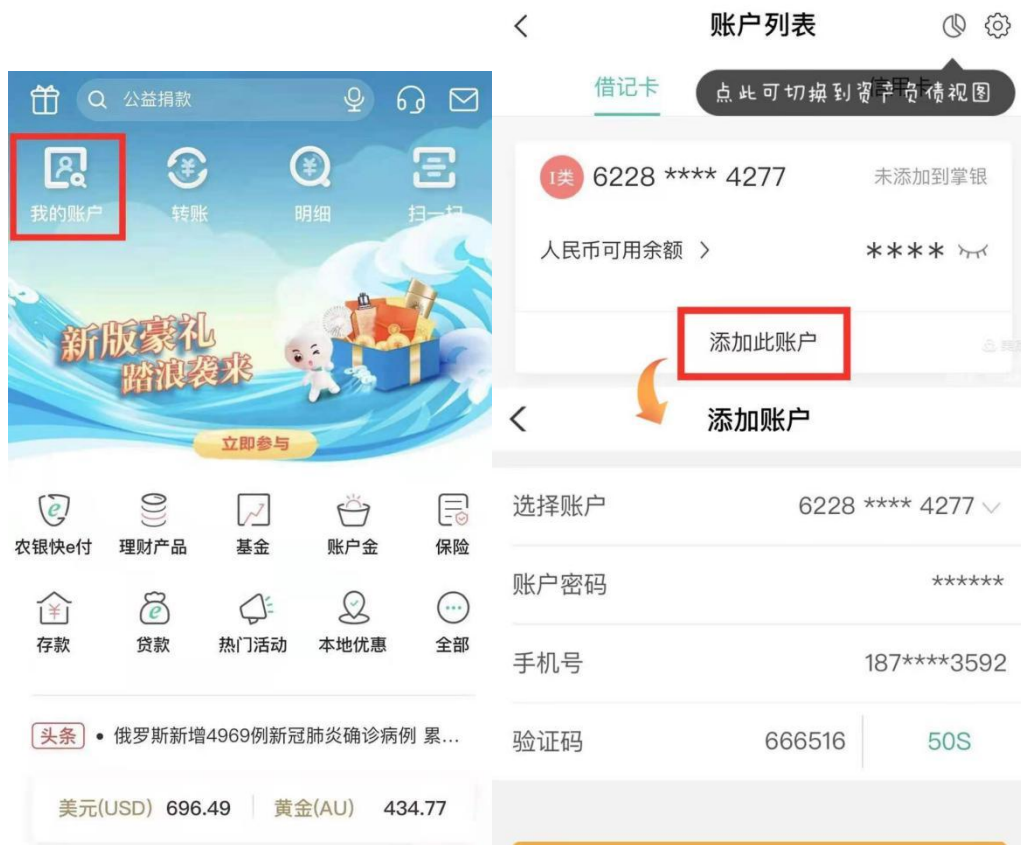 公益捐款
我的账户
转账
明细
扫一扫
新版豪礼
踏浪袭来
立即参与
农银快e付
理财产品
基金
账户金
保险
存款
贷款
热门活动
本地优惠
全部
头条
• 俄罗斯新增4969例新冠肺炎确诊病例 累...
美元(USD) 696.49
黄金(AU) 434.77
账户列表
借记卡
信用卡
点此可切换到资产负债视图
I类 6228 **** 4277
未添加到掌银
人民币可用余额 >
****
添加此账户
添加账户
选择账户 6228 **** 4277
账户密码 ******
手机号 187****3592
验证码 666516 50S